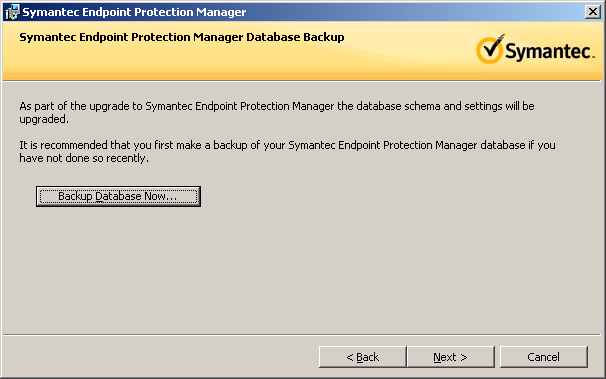 Symantec Endpoint Protection Manager
Symantec Endpoint Protection Manager Database Backup
Symantec.
As part of the upgrade to Symantec Endpoint Protection Manager the database schema and settings will be
upgraded.
It is recommended that you first make a backup of your Symantec Endpoint Protection Manager database if you
have not done so recently.
Backup Database Now...
< Back
Next >
Cancel